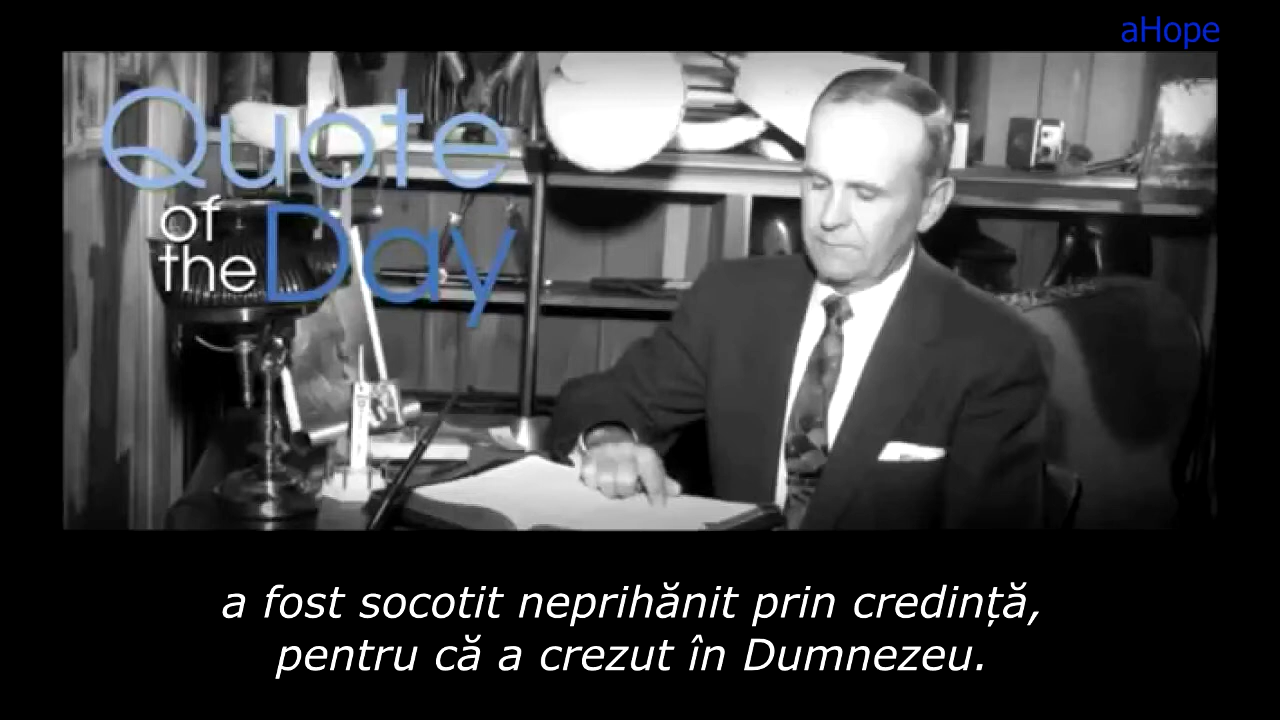 aHope
Quote
of
the Day
a fost socotit neprihănit prin credință,
pentru că a crezut în Dumnezeu.